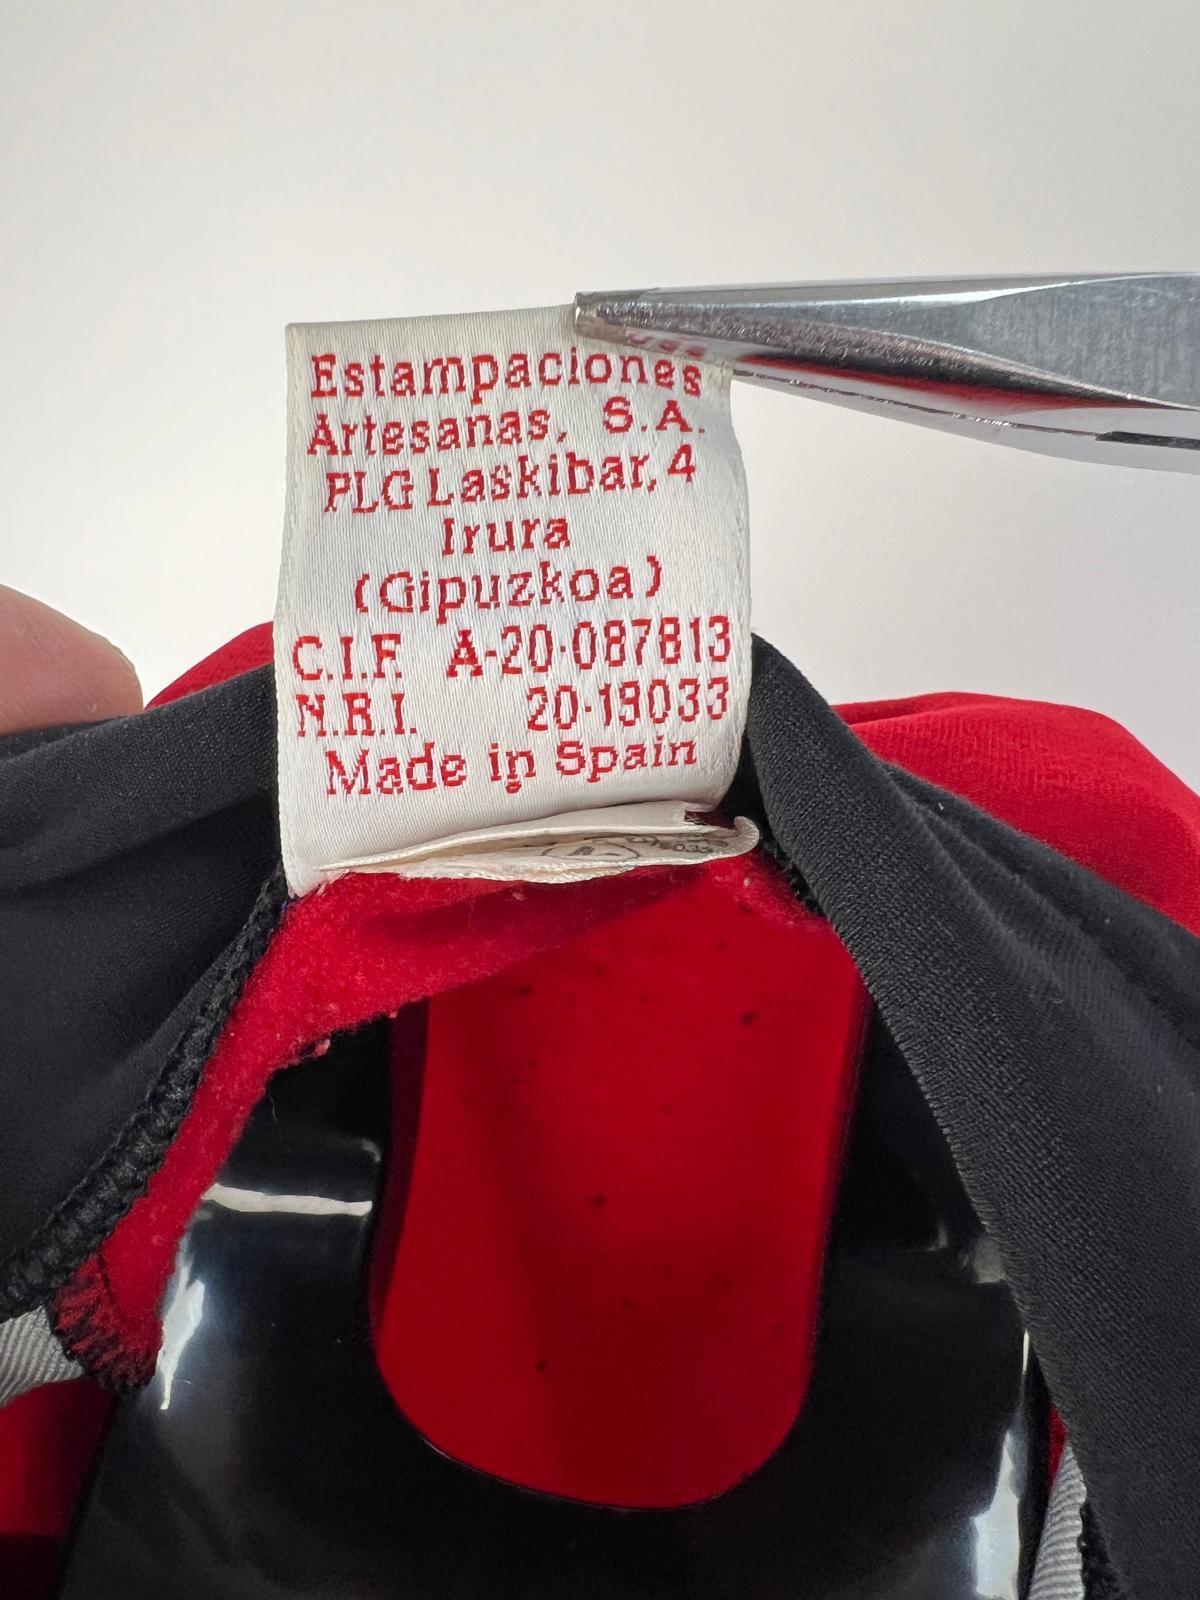 Estampaciones
Artesanas, S.A.
PLG Laskibar, 4
Irura
(Gipuzkoa)
C.I.F. A-20-087813
N.R.I. 20-19033
Made in Spain